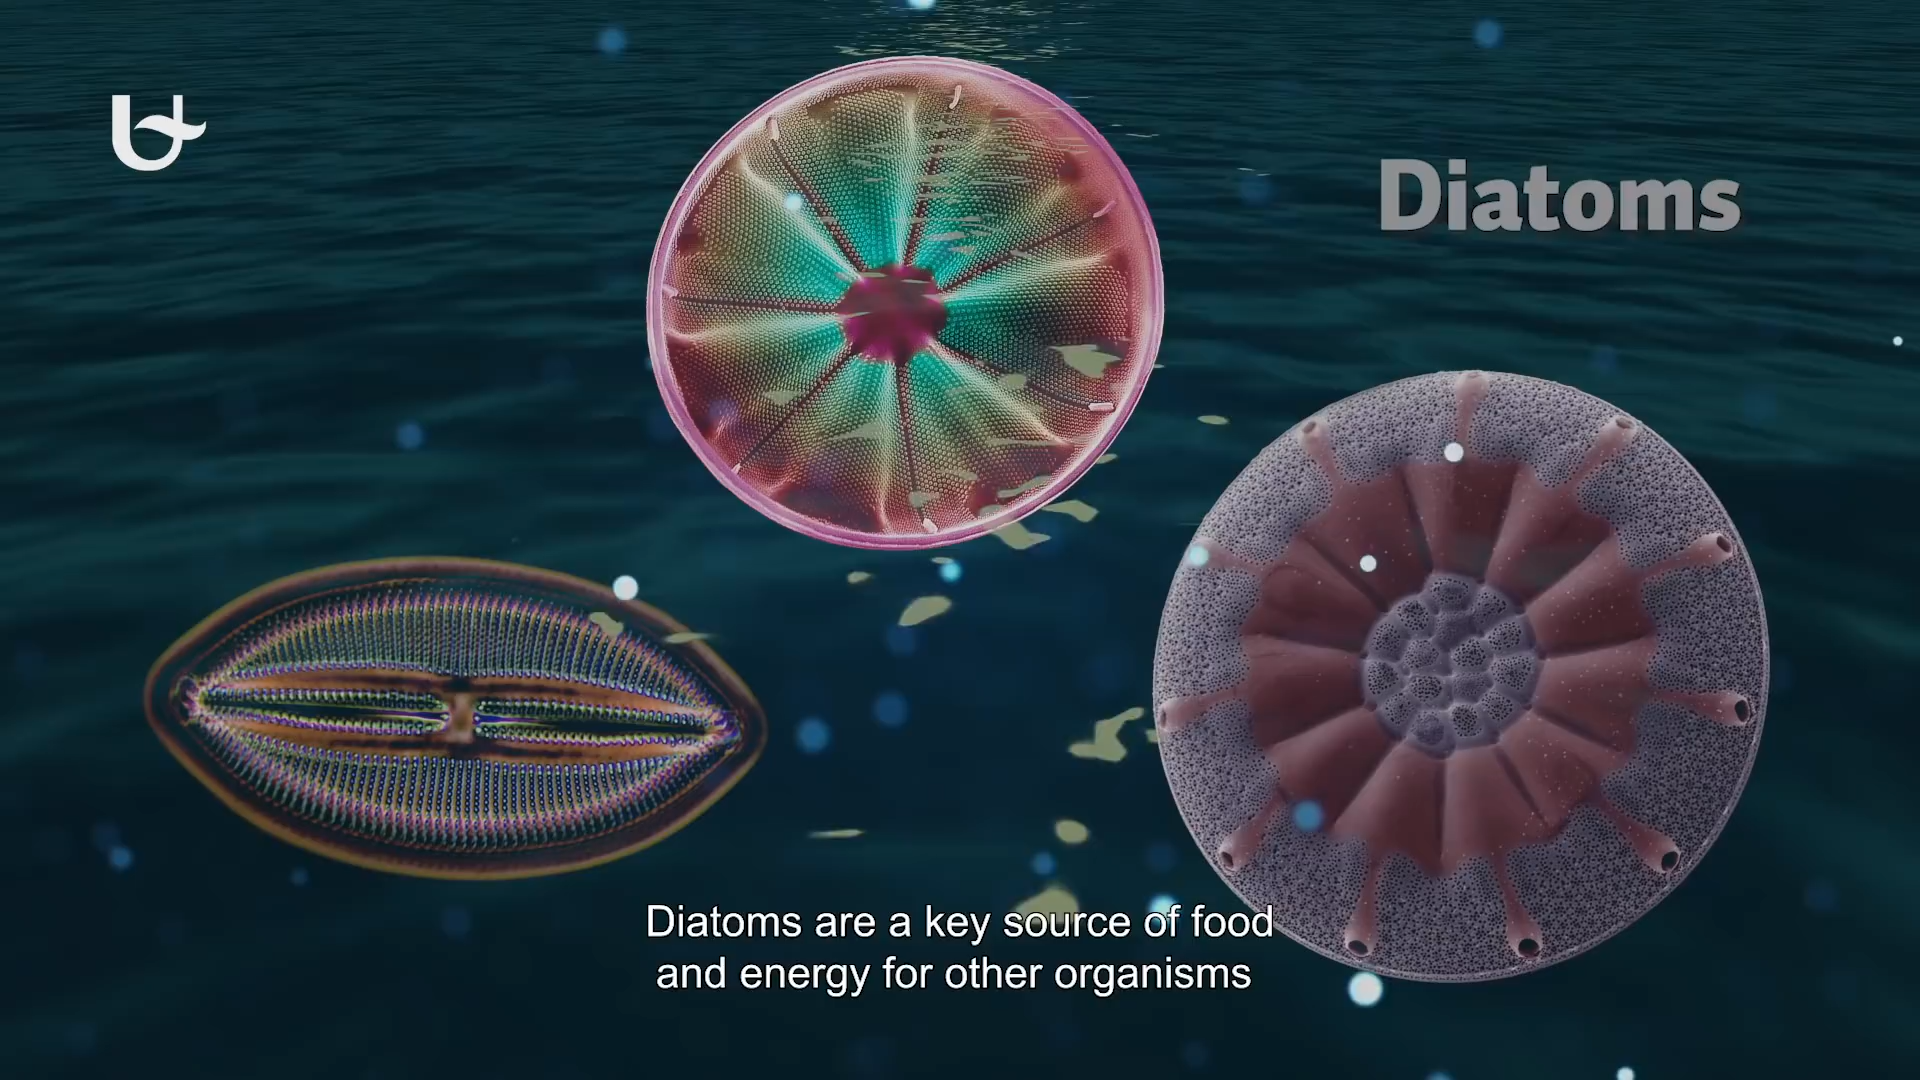 Diatoms
Diatoms are a key source of food
and energy for other organisms